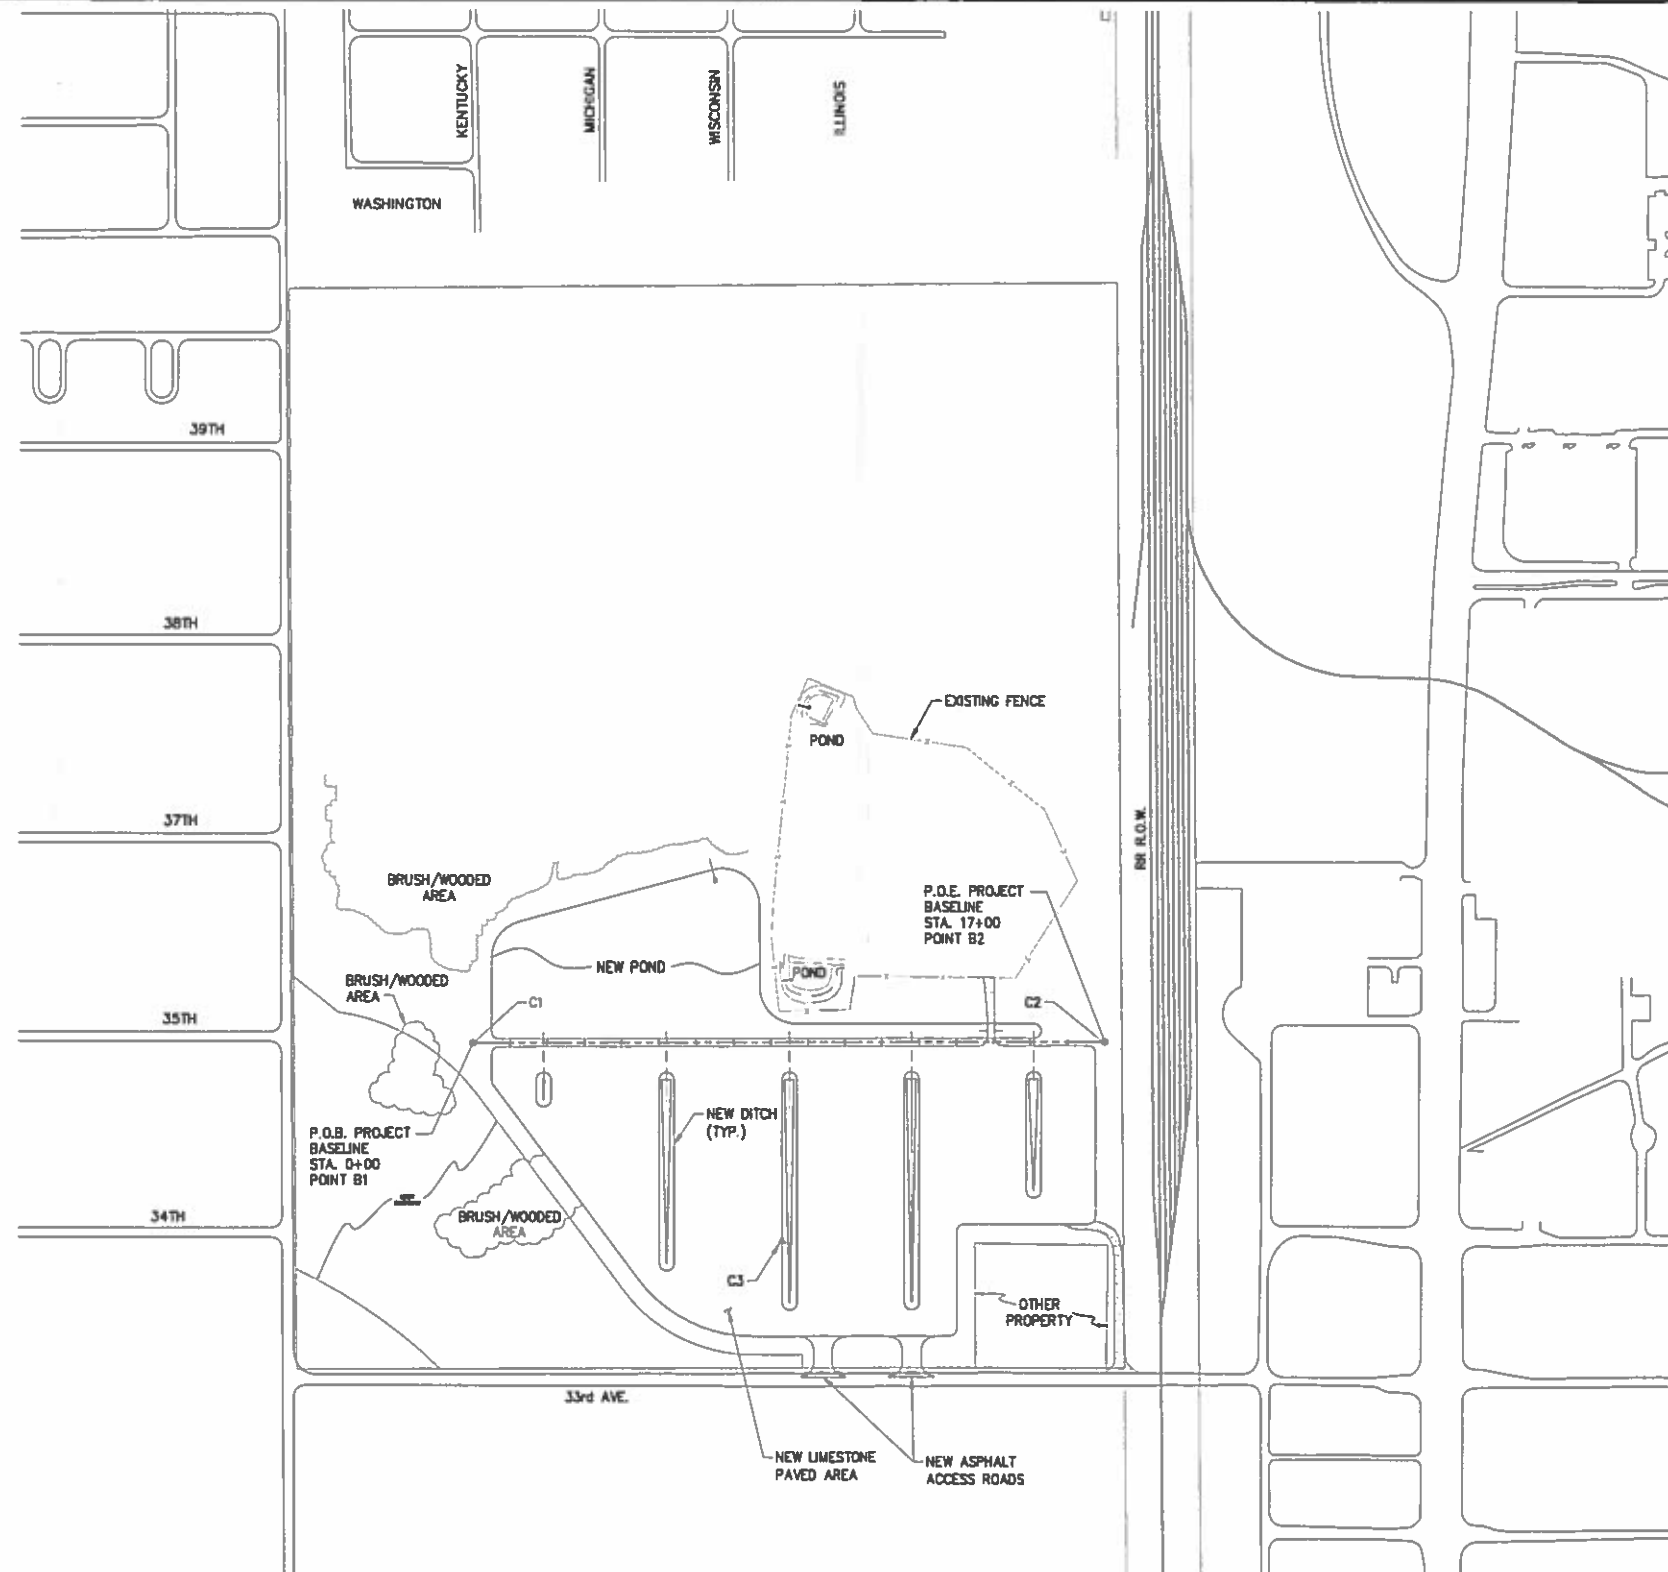 KENTUCKY
MICHIGAN
WISCONSIN
ILLINOIS
WASHINGTON
39TH
38TH
EXISTING FENCE
POND
37TH
RR R.O.W.
BRUSH/WOODED
AREA
P.O.E. PROJECT
BASELINE
STA. 17+00
POINT B2
NEW POND
POND
BRUSH/WOODED
AREA
C1
C2
35TH
NEW DITCH
(TYP.)
P.O.B. PROJECT
BASELINE
STA. 0+00
POINT B1
34TH
BRUSH/WOODED
AREA
C3
OTHER
PROPERTY
33rd AVE.
NEW LIMESTONE
PAVED AREA
NEW ASPHALT
ACCESS ROADS